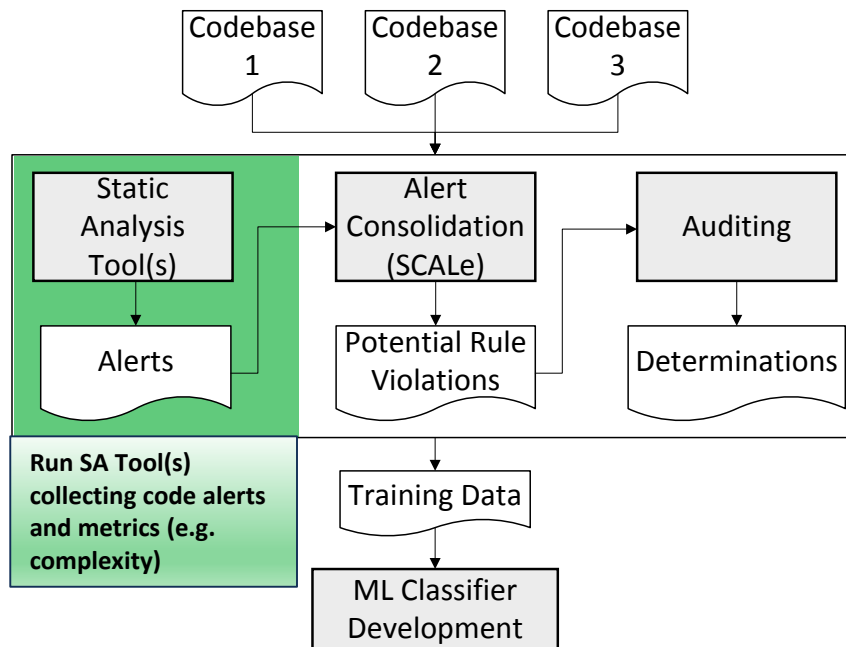 Codebase
1
Codebase
2
Codebase
3
Static
Analysis
Tool(s)
Alert
Consolidation
(SCALe)
Auditing
Alerts
Potential Rule
Violations
Determinations
Run SA Tool(s)
collecting code alerts
and metrics (e.g.
complexity)
Training Data
ML Classifier
Development